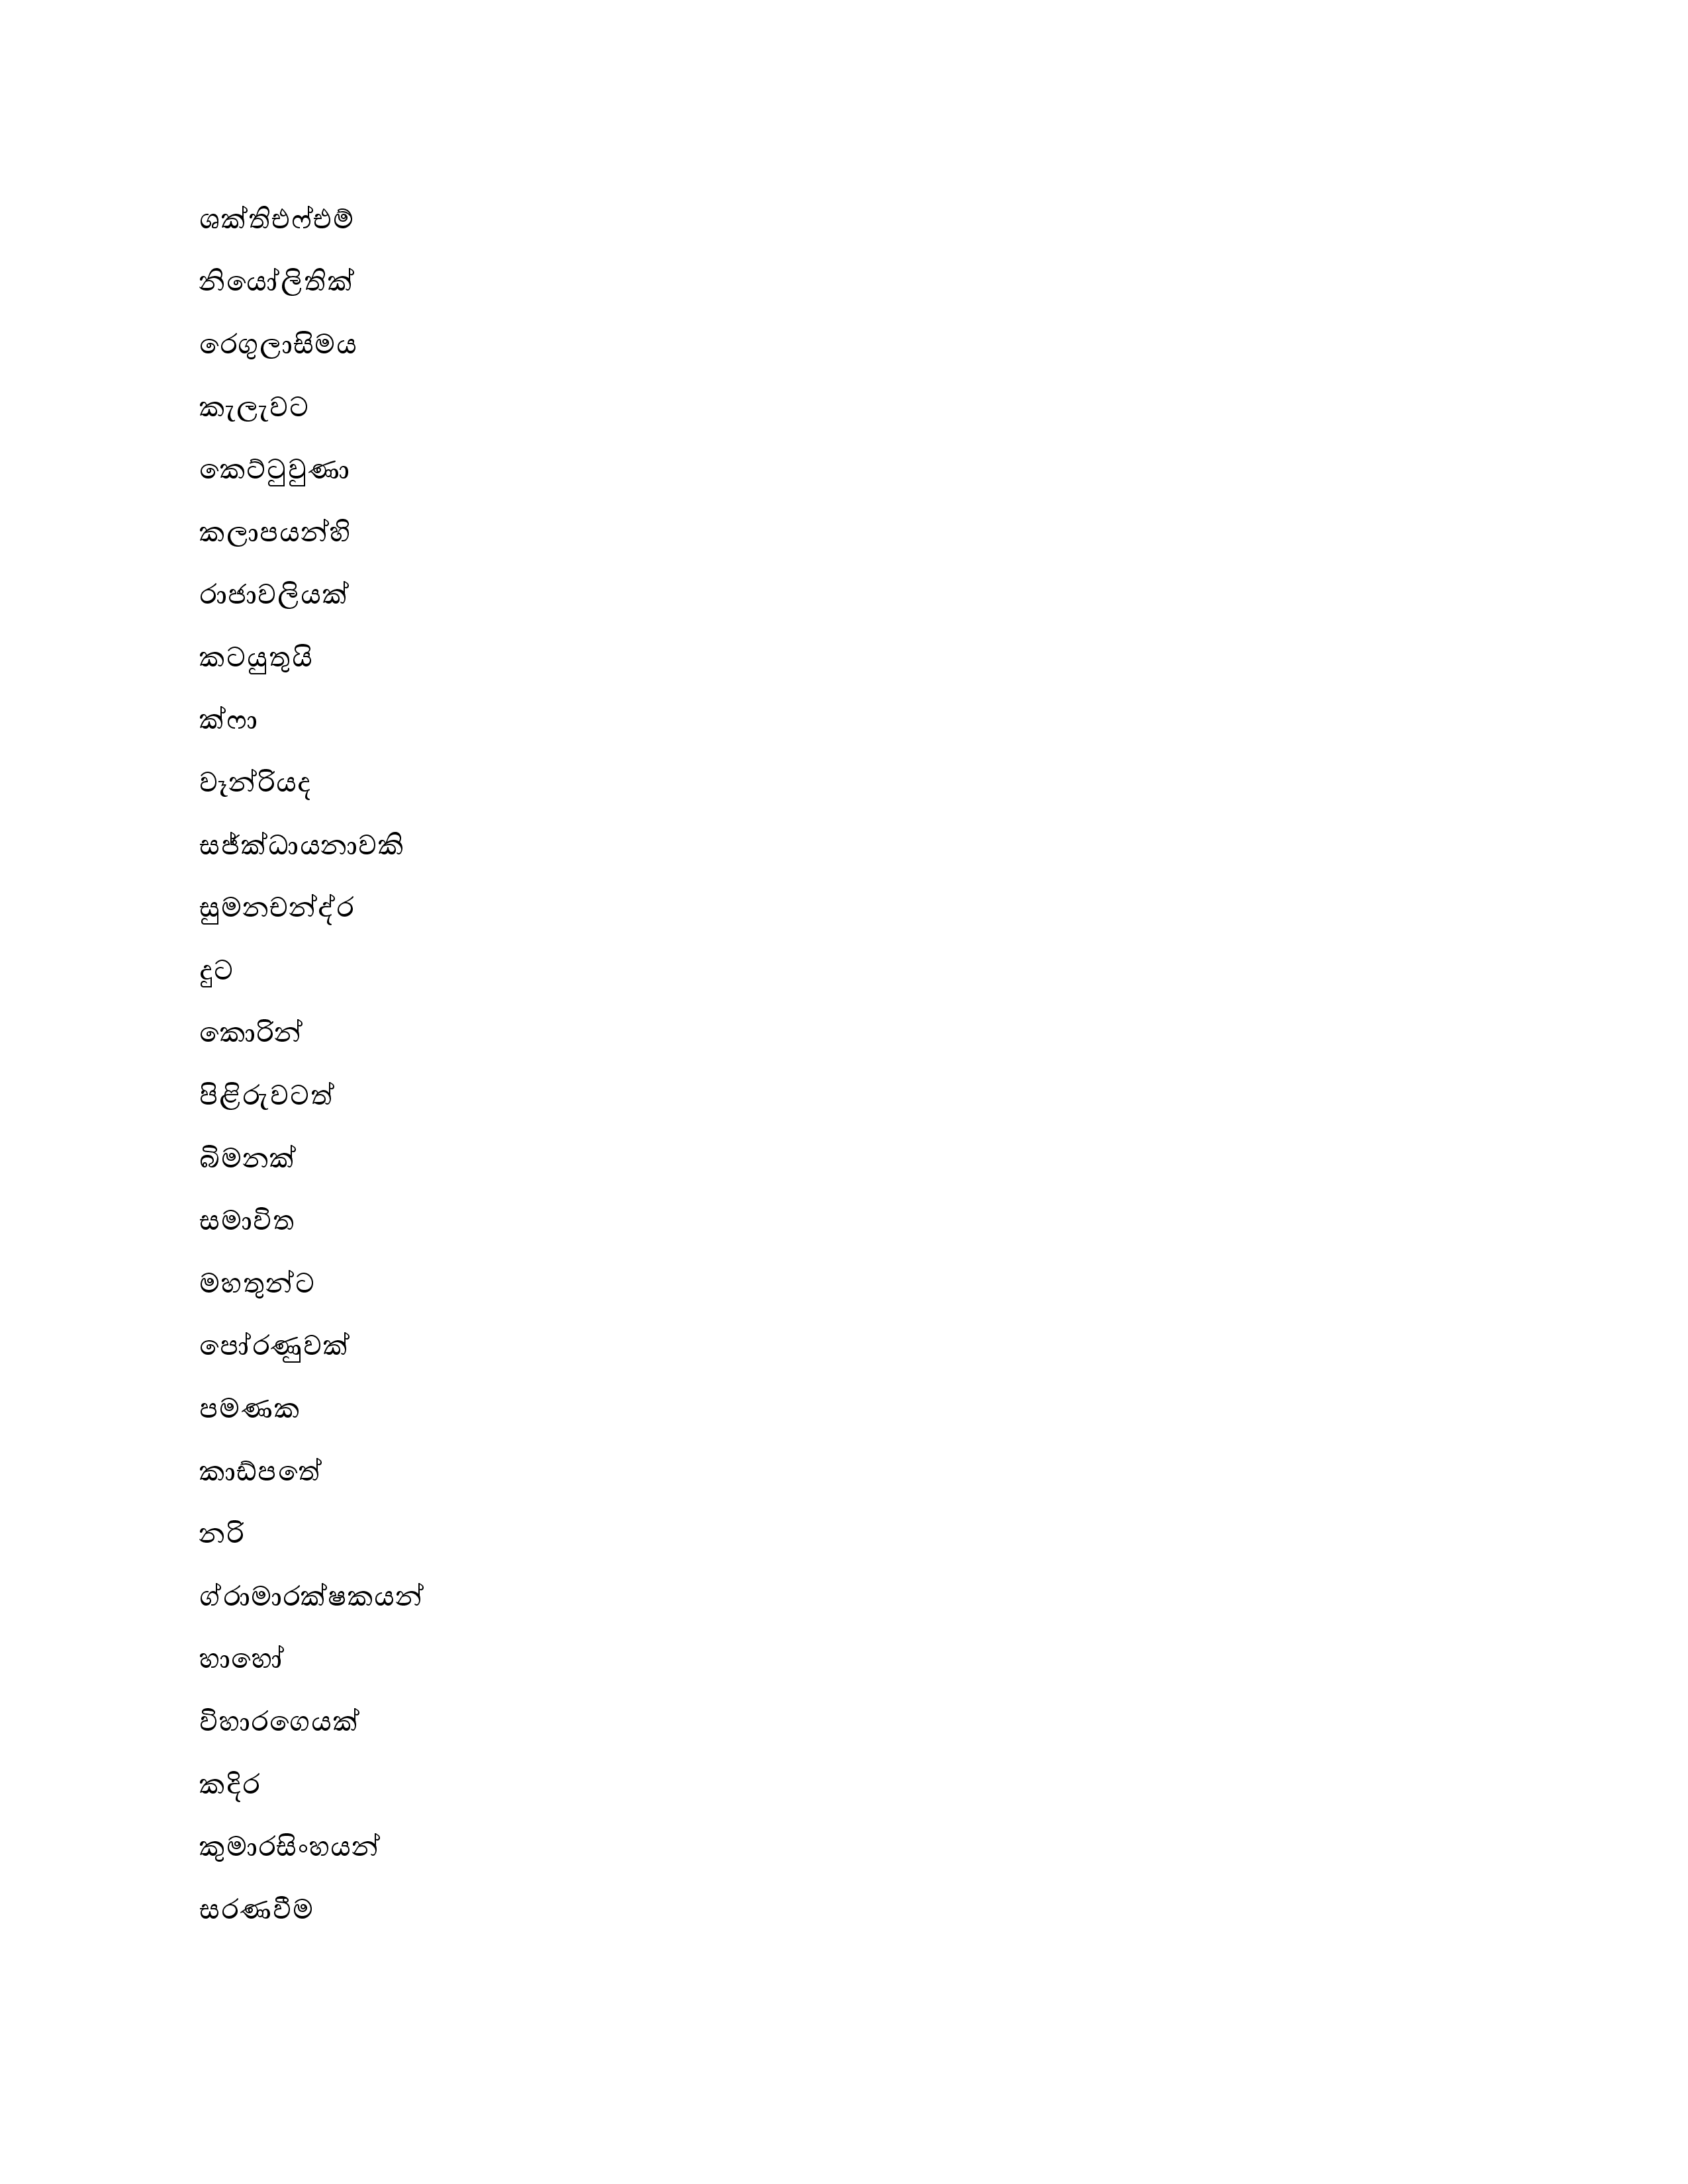 ශක්තිඑෆ්එම්
නියෝලිතික්
රෙගුලාසිමය
කැලැවට
කෙට්ටුවුණා
කලාපයන්හි
රාජාවලියක්
කටයුතුයි
ක්ෆා
වෑන්රියද
සජ්ක්ධායනාවකි
සුමනචන්ද්ර
දුට
කොරින්
පිළිරුවටත්
බිමනක්
සමාවිත
මහතුන්ට
පෝරණුවක්
පමණක
කාඩ්පතේ
නරි
ග්රාමාරක්ෂකයන්
හාහෝ
විහාරගෙයක්
කදිර
කුමාරසිංහයන්
සරණවීම